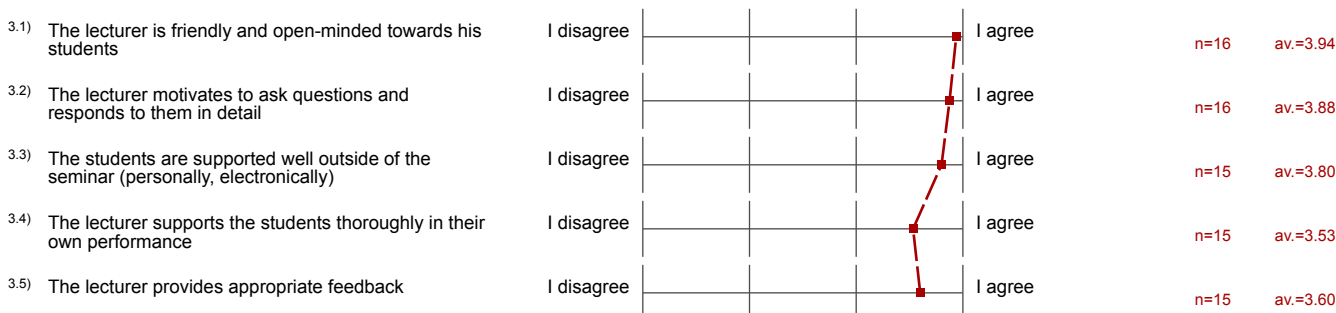 3.1) The lecturer is friendly and open-minded towards his
students
I disagree I agree n=16 av.=3.94
3.2) The lecturer motivates to ask questions and
responds to them in detail
I disagree I agree n=16 av.=3.88
3.3) The students are supported well outside of the
seminar (personally, electronically)
I disagree I agree n=15 av.=3.80
3.4) The lecturer supports the students thoroughly in their
own performance
I disagree I agree n=15 av.=3.53
3.5) The lecturer provides appropriate feedback
I disagree I agree n=15 av.=3.60